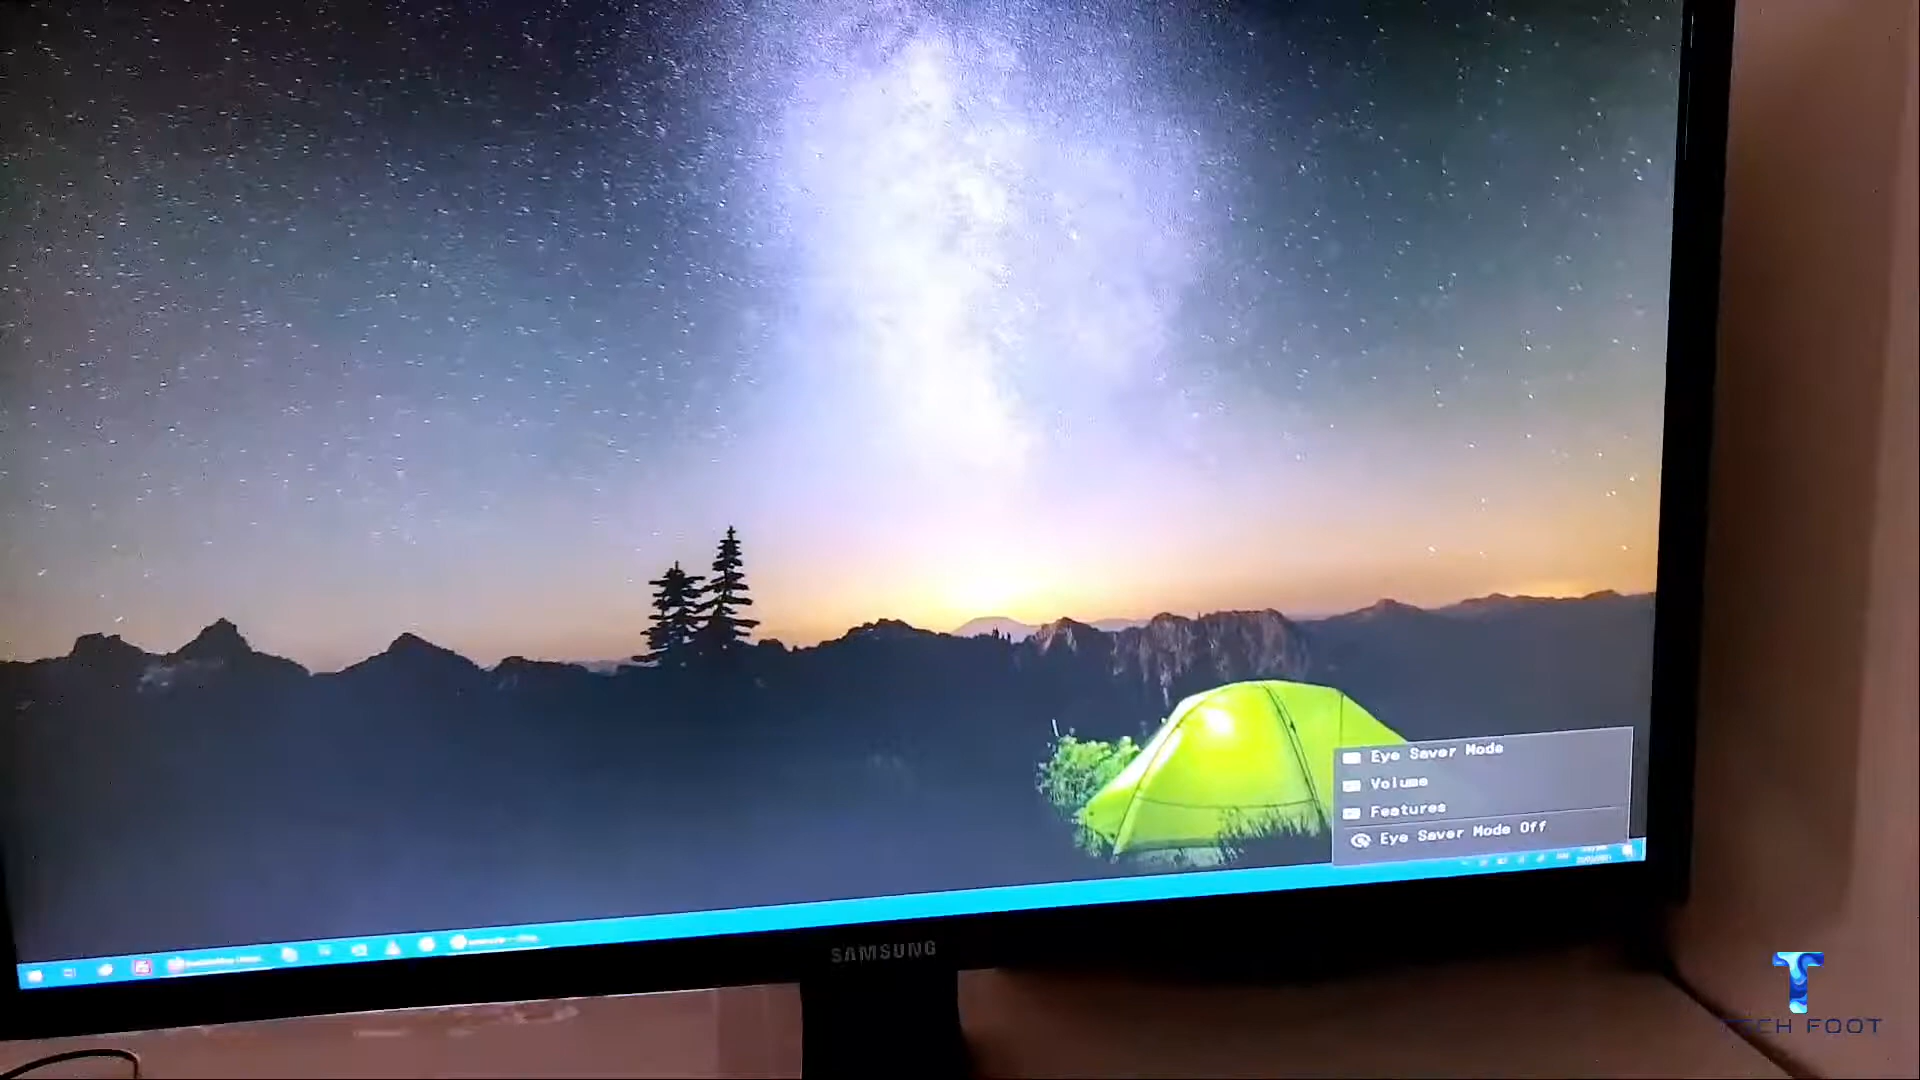 Eye Saver Mode
Volume
Features
Eye Saver Mode Off
SAMSUNG
TECH FOOT